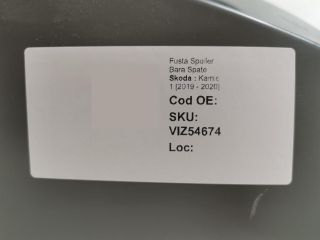 Fusta Spoiler
Bara Spate
Skoda : Kamiq
1 [2019 - 2020]
Cod OE:
SKU:
VIZ54674
Loc: